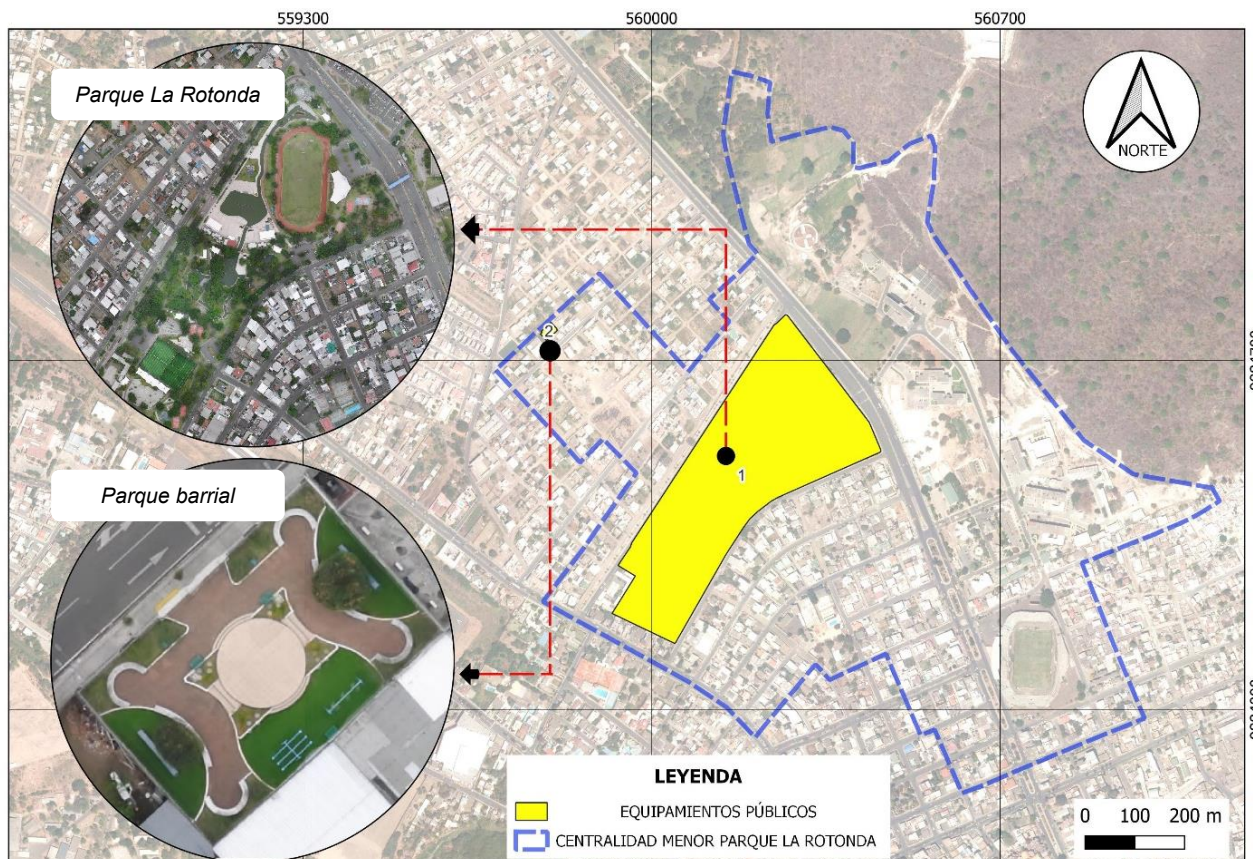 559300
560000
560700
Parque La Rotonda
NORTE
2
1
Parque barrial
LEYENDA
EQUIPAMIENTOS PÚBLICOS
CENTRALIDAD MENOR PARQUE LA ROTONDA
0 100 200 m